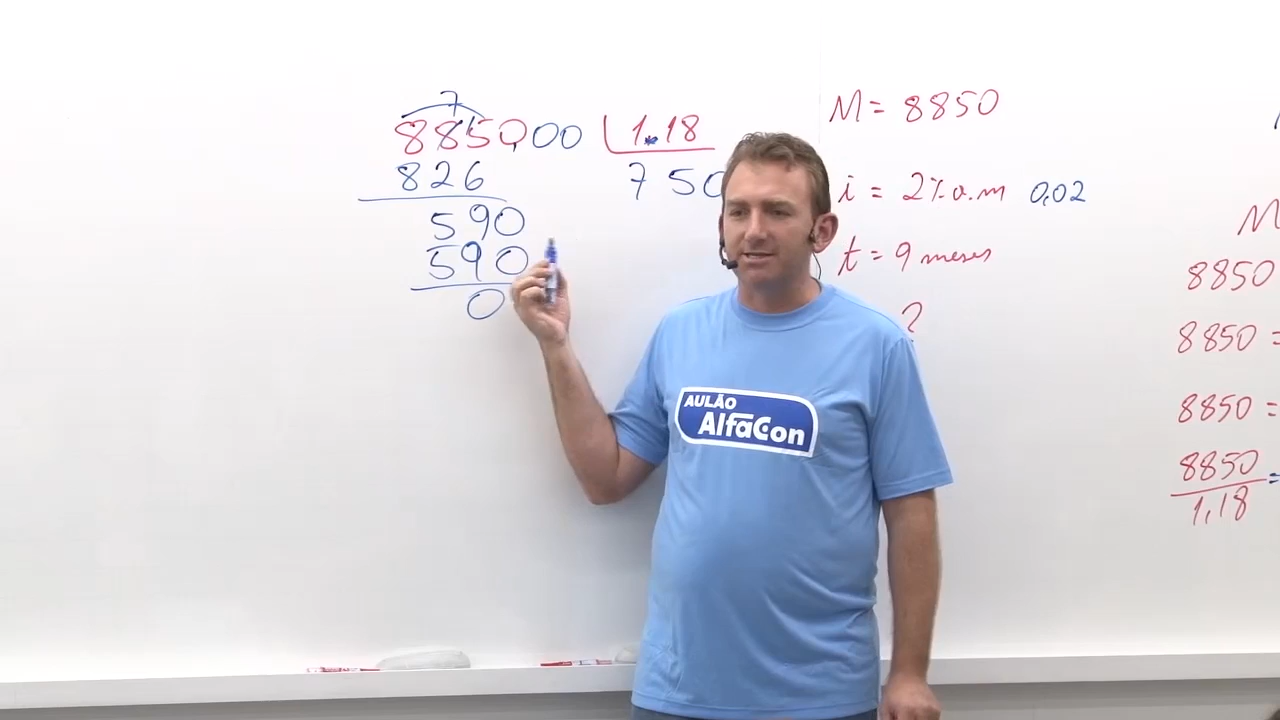 7
885000 1.18
826 750
590
590
0
M = 8850
i = 2% a.m 0,02
t = 9 meses
?
M
8850
8850 =
8850 =
8850 =
1,18
AULÃO
AlfaCon